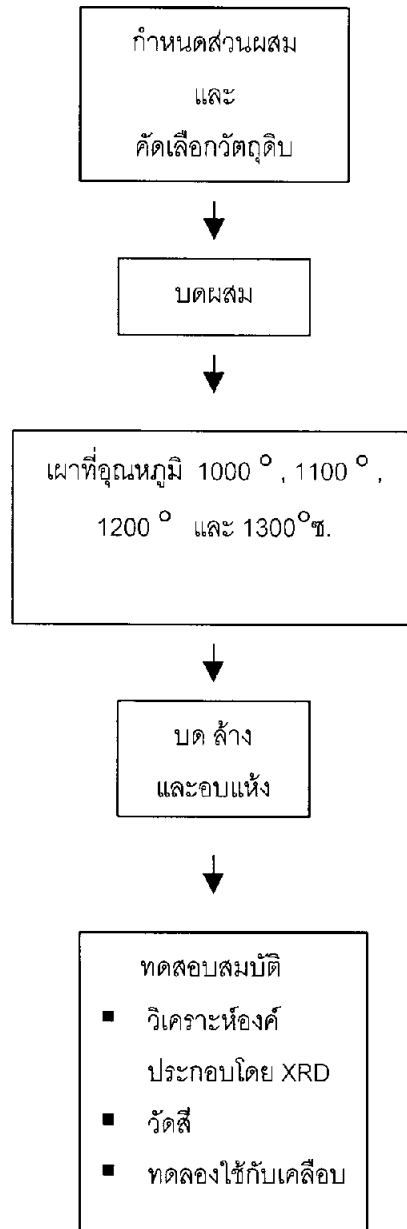 กำหนดส่วนผสม
และ
คัดเลือกวัตถุดิบ
บดผสม
เผาที่อุณหภูมิ 1000 °, 1100 °,
1200 ° และ 1300°ซ.
บด ล้าง
และอบแห้ง
ทดสอบสมบัติ
▪ วิเคราะห์องค์
ประกอบโดย XRD
▪ วัดสี
▪ ทดลองใช้กับเคลือบ